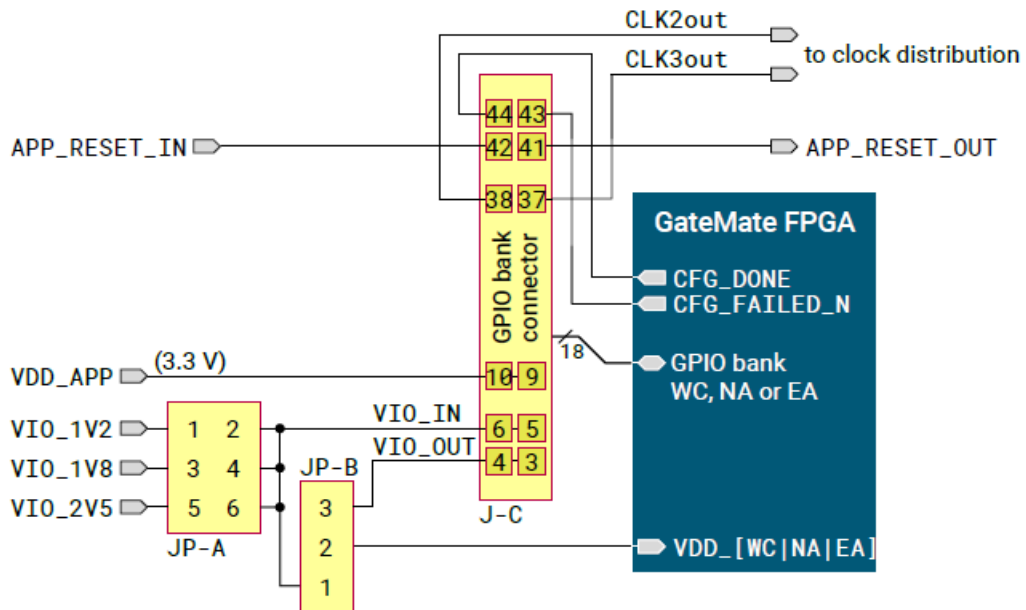 CLK2out
to clock distribution
CLK3out
44 43
APP_RESET_IN
42 41
APP_RESET_OUT
38 37
GateMate FPGA
GPIO bank
connector
CFG_DONE
CFG_FAILED_N
18
GPIO bank
WC, NA or EA
(3.3 V)
VDD_APP
10 9
VIO_1V2
1 2
VIO_IN
6 5
VIO_1V8
3 4
VIO_OUT
4 3
JP-B
VIO_2V5
5 6
3
J-C
JP-A
2
VDD_[WC|NA|EA]
1